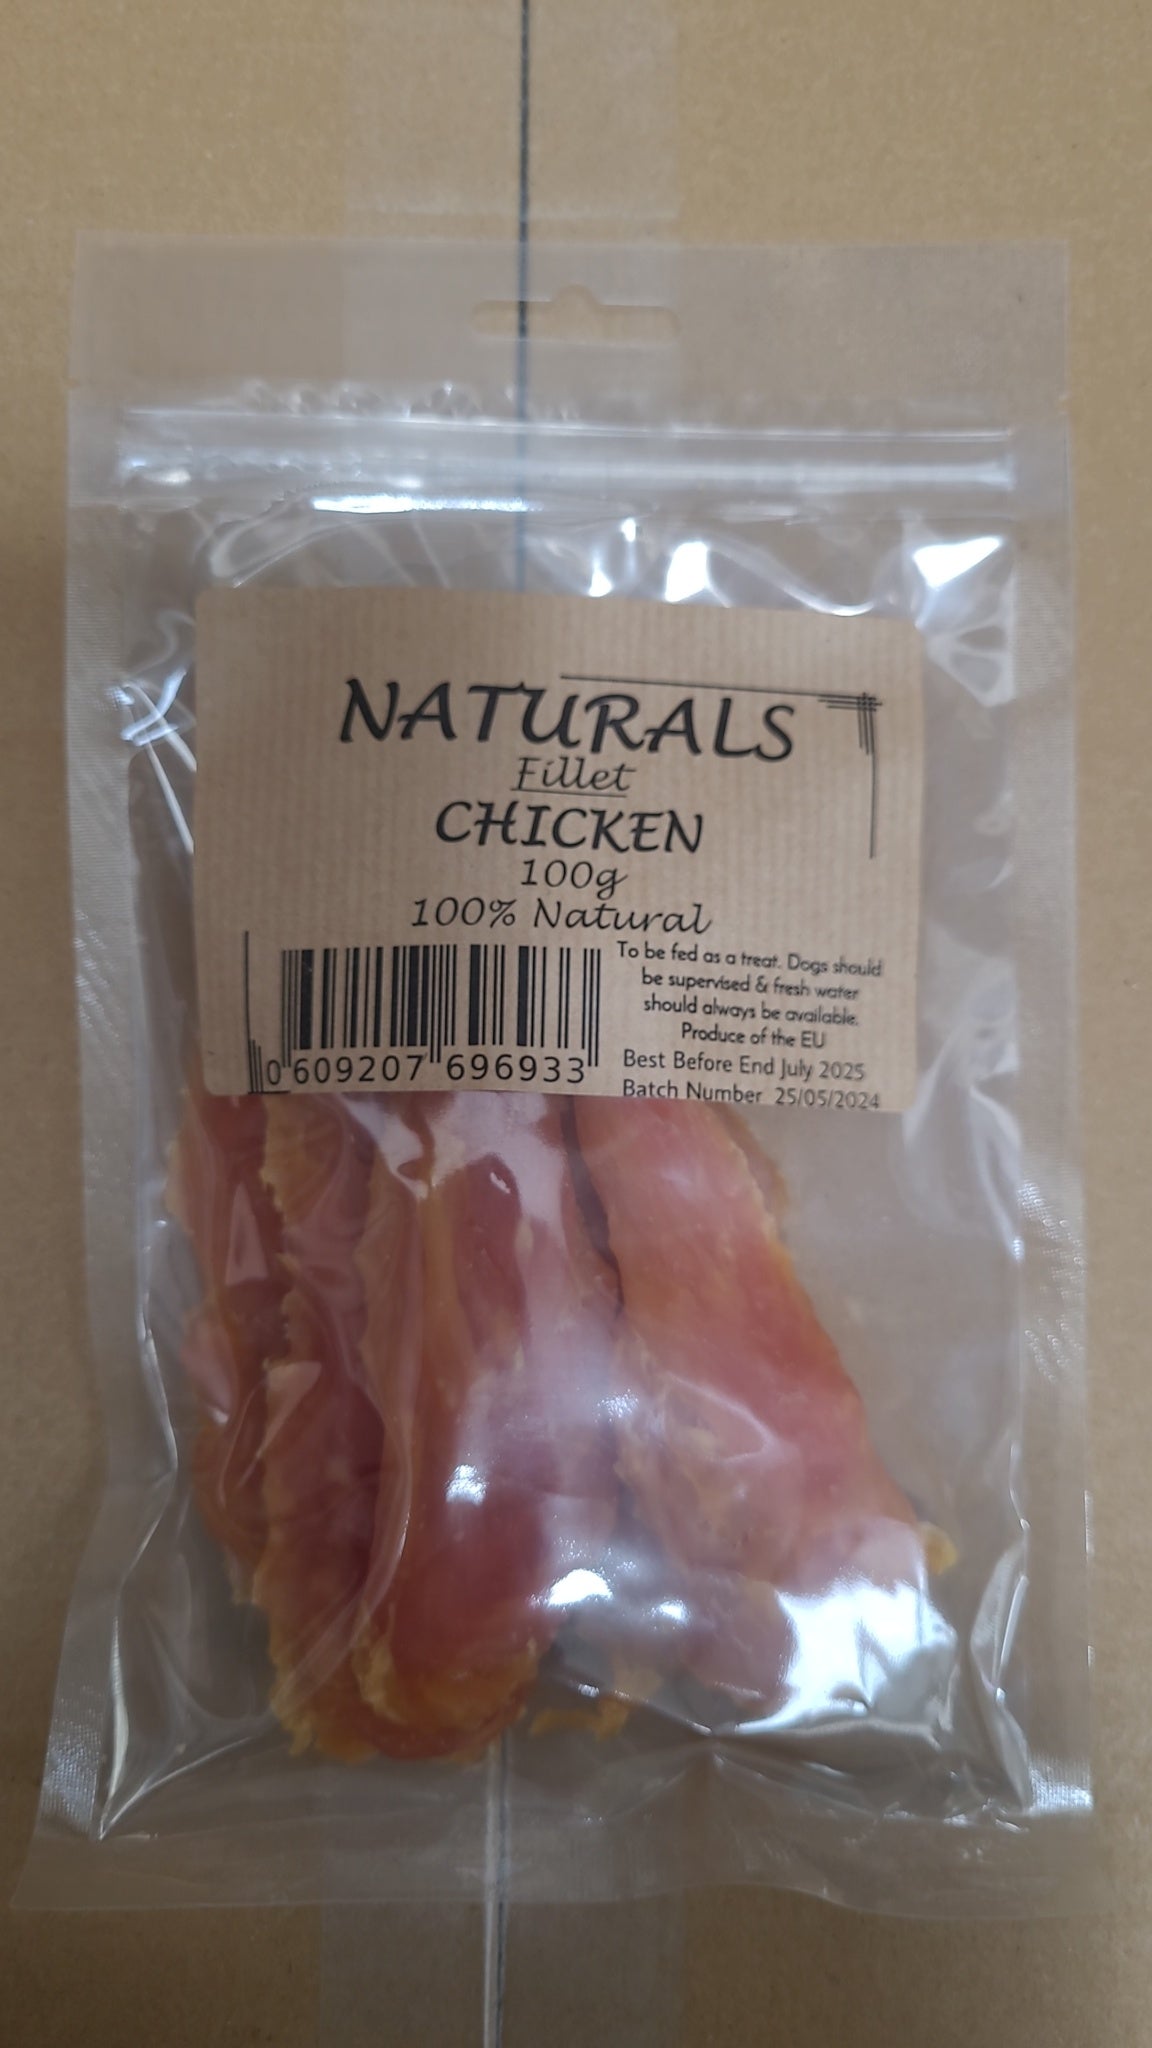 NATURALS
Fillet
CHICKEN
100g
100% Natural
To be fed as a treat. Dogs should
be supervised & fresh water
should always be available.
Produce of the EU
Best Before End July 2025
Batch Number 25/05/2024
0 609207 696933